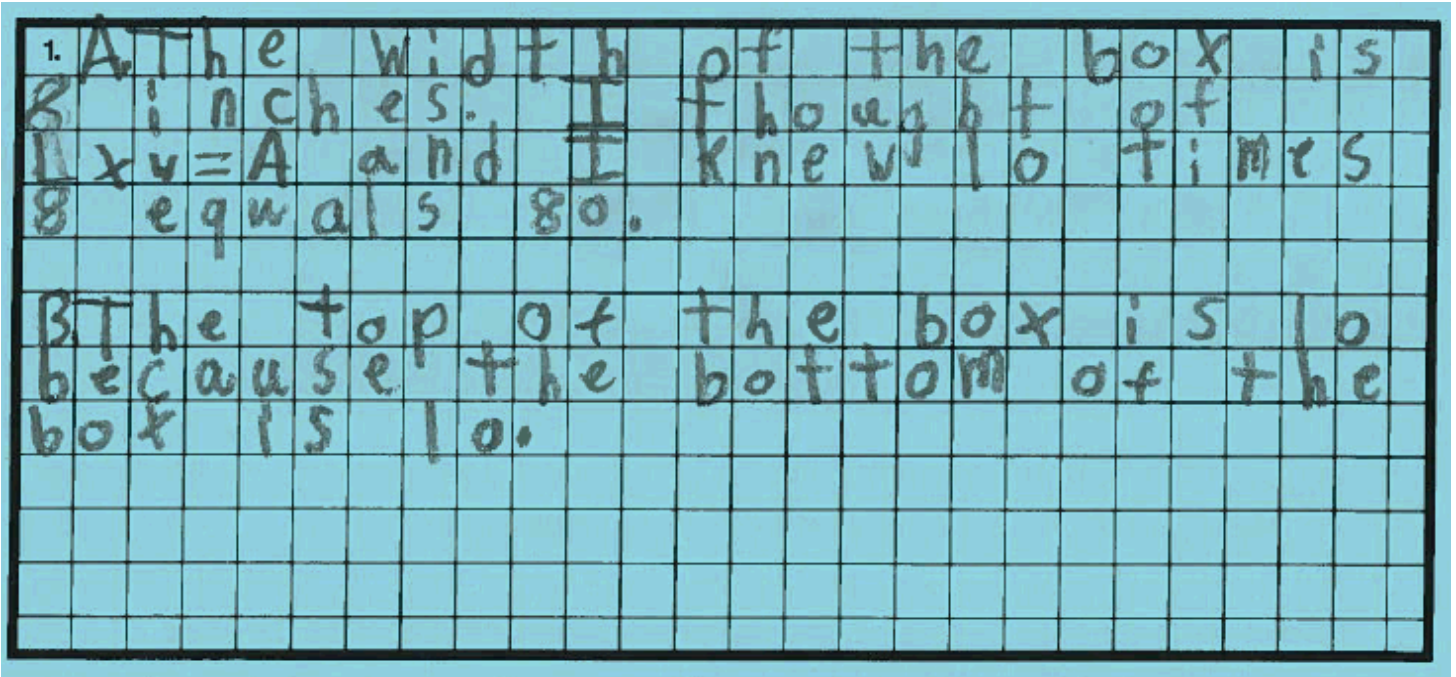 1. A. The width of the box is
8 inches. I thought of
L x w = A and I knew 10 times
8 equals 80.
B. The top of the box is 10
because the bottom of the
box is 10.